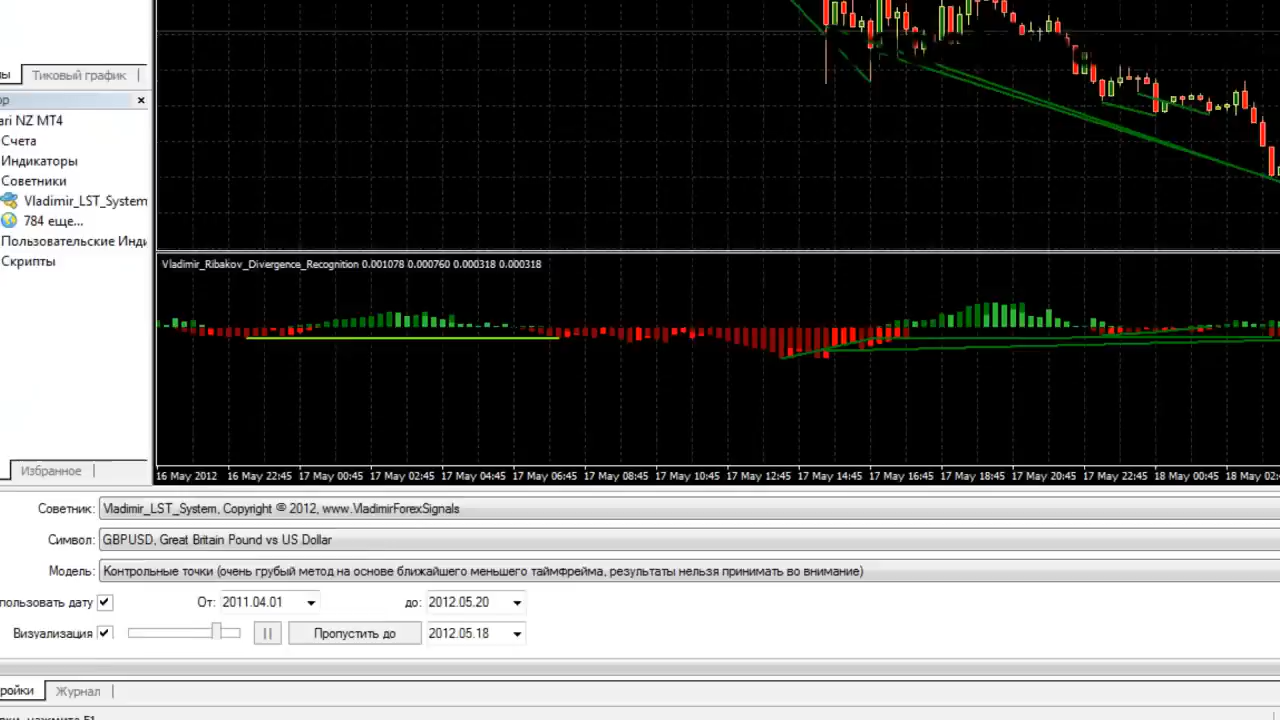 Тиковый график
ari NZ MT4
Счета
Индикаторы
Советники
Vladimir_LST_System
784 еще...
Пользовательские Инди
Скрипты
Избранное
Vladimir_Ribakov_Divergence_Recognition 0.001078 0.000760 0.000318 0.000318
16 May 2012 16 May 22:45 17 May 00:45 17 May 02:45 17 May 04:45 17 May 06:45 17 May 08:45 17 May 10:45 17 May 12:45 17 May 14:45 17 May 16:45 17 May 18:45 17 May 20:45 17 May 22:45 18 May 00:45 18 May 02:
Советник: Vladimir_LST_System, Copyright © 2012, www.VladimirForexSignals
Символ: GBPUSD, Great Britain Pound vs US Dollar
Модель: Контрольные точки (очень грубый метод на основе ближайшего меньшего таймфрейма, результаты нельзя принимать во внимание)
пользовать дату От: 2011.04.01 до: 2012.05.20
Визуализация Пропустить до 2012.05.18
ройки Журнал